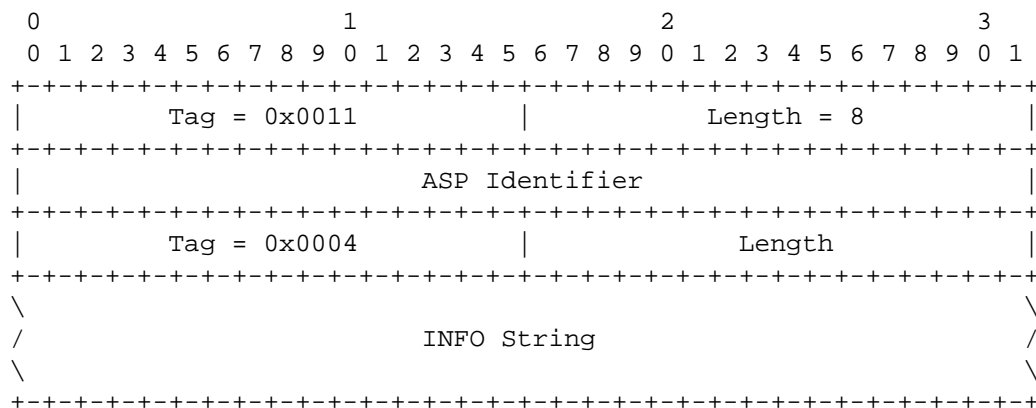 0                   1                   2                   3
 0 1 2 3 4 5 6 7 8 9 0 1 2 3 4 5 6 7 8 9 0 1 2 3 4 5 6 7 8 9 0 1
+-+-+-+-+-+-+-+-+-+-+-+-+-+-+-+-+-+-+-+-+-+-+-+-+-+-+-+-+-+-+-+-+
|         Tag = 0x0011          |           Length = 8          |
+-+-+-+-+-+-+-+-+-+-+-+-+-+-+-+-+-+-+-+-+-+-+-+-+-+-+-+-+-+-+-+-+
|                         ASP Identifier                        |
+-+-+-+-+-+-+-+-+-+-+-+-+-+-+-+-+-+-+-+-+-+-+-+-+-+-+-+-+-+-+-+-+
|         Tag = 0x0004          |             Length            |
+-+-+-+-+-+-+-+-+-+-+-+-+-+-+-+-+-+-+-+-+-+-+-+-+-+-+-+-+-+-+-+-+
\                                                               \
/                         INFO String                           /
\                                                               \
+-+-+-+-+-+-+-+-+-+-+-+-+-+-+-+-+-+-+-+-+-+-+-+-+-+-+-+-+-+-+-+-+